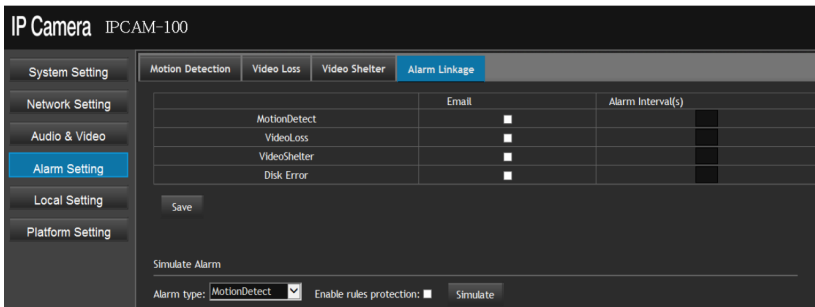 IP Camera IPCAM-100
System Setting
Network Setting
Audio & Video
Alarm Setting
Local Setting
Platform Setting
Motion Detection Video Loss Video Shelter Alarm Linkage
Email Alarm Interval(s)
MotionDetect
VideoLoss
VideoShelter
Disk Error
Save
Simulate Alarm
Alarm type: MotionDetect Enable rules protection: Simulate